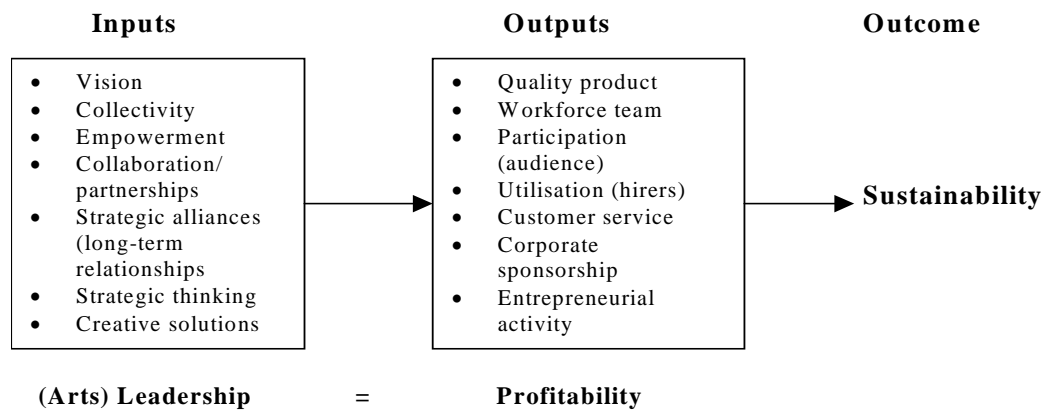 Inputs
Outputs
Outcome
• Vision
• Collectivity
• Empowerment
• Collaboration/
partnerships
• Strategic alliances
(long-term
relationships
• Strategic thinking
• Creative solutions
• Quality product
• Workforce team
• Participation
(audience)
• Utilisation (hirers)
• Customer service
• Corporate
sponsorship
• Entrepreneurial
activity
Sustainability
(Arts) Leadership = Profitability